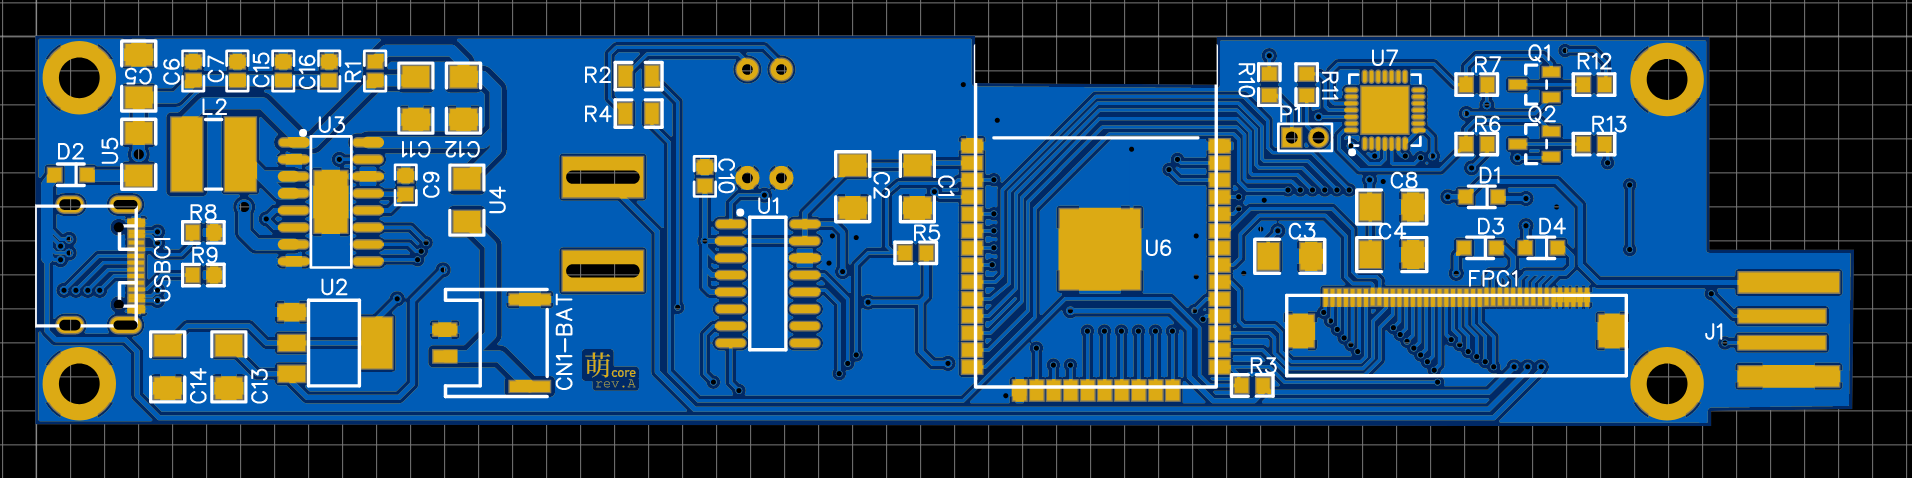 C5
C6
C7
C15
C16
R1
L2
U3
D2
U5
C11
C12
C9
U4
R8
R9
USBC1
U2
C14
C13
CN1-BAT
萌core
rev.A
R2
R4
C10
U1
C2
C1
R5
U6
R10
R11
P1
U7
R7
Q1
R12
R6
Q2
R13
D1
C8
C3
C4
D3
D4
FPC1
R3
J1